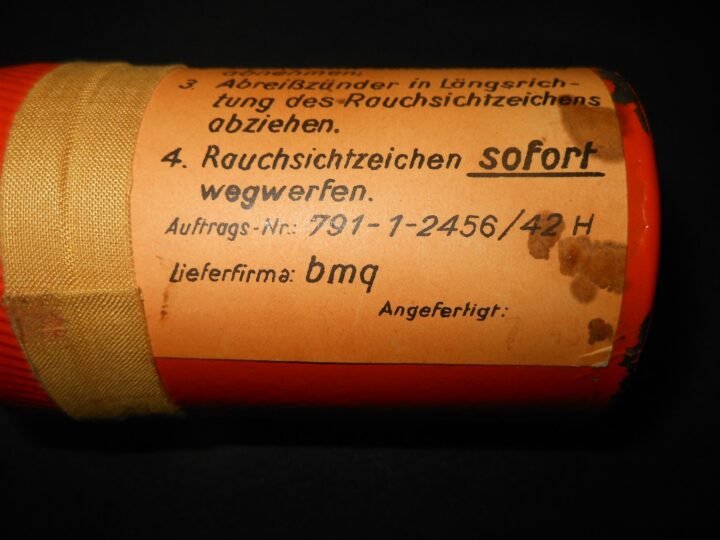 abnehmen.
3. Abreißzünder in Längsrich-
tung des Rauchsichtzeichens
abziehen.
4. Rauchsichtzeichen sofort
wegwerfen.
Auftrags-Nr.: 791-1-2456/42 H
Lieferfirma: bmq
Angefertigt: